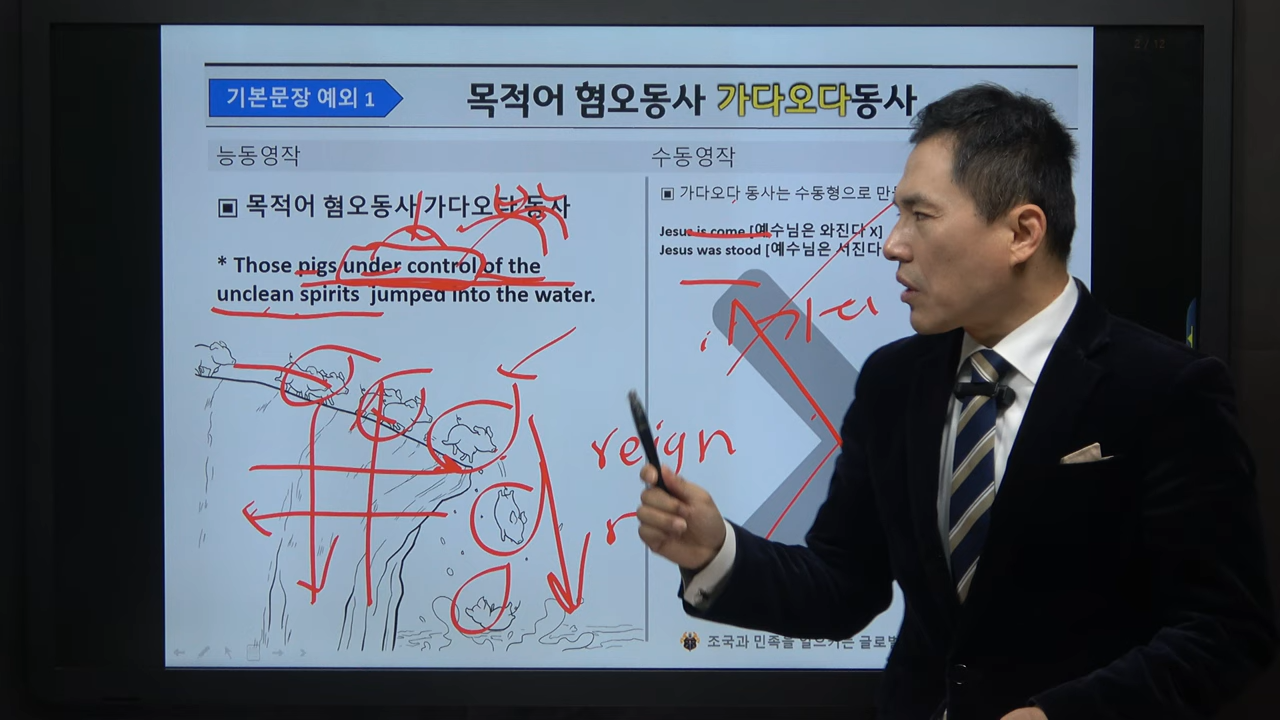 2 / 12
기본문장 예외 1
목적어 혐오동사 가다오다동사
능동영작
수동영작
▣ 목적어 혐오동사 가다오다 동사
* Those pigs under control of the
unclean spirits jumped into the water.
▣ 가다오다 동사는 수동형으로 만
Jesus is come [예수님은 와진다 X]
Jesus was stood [예수님은 서진다
reign
조국과 민족을